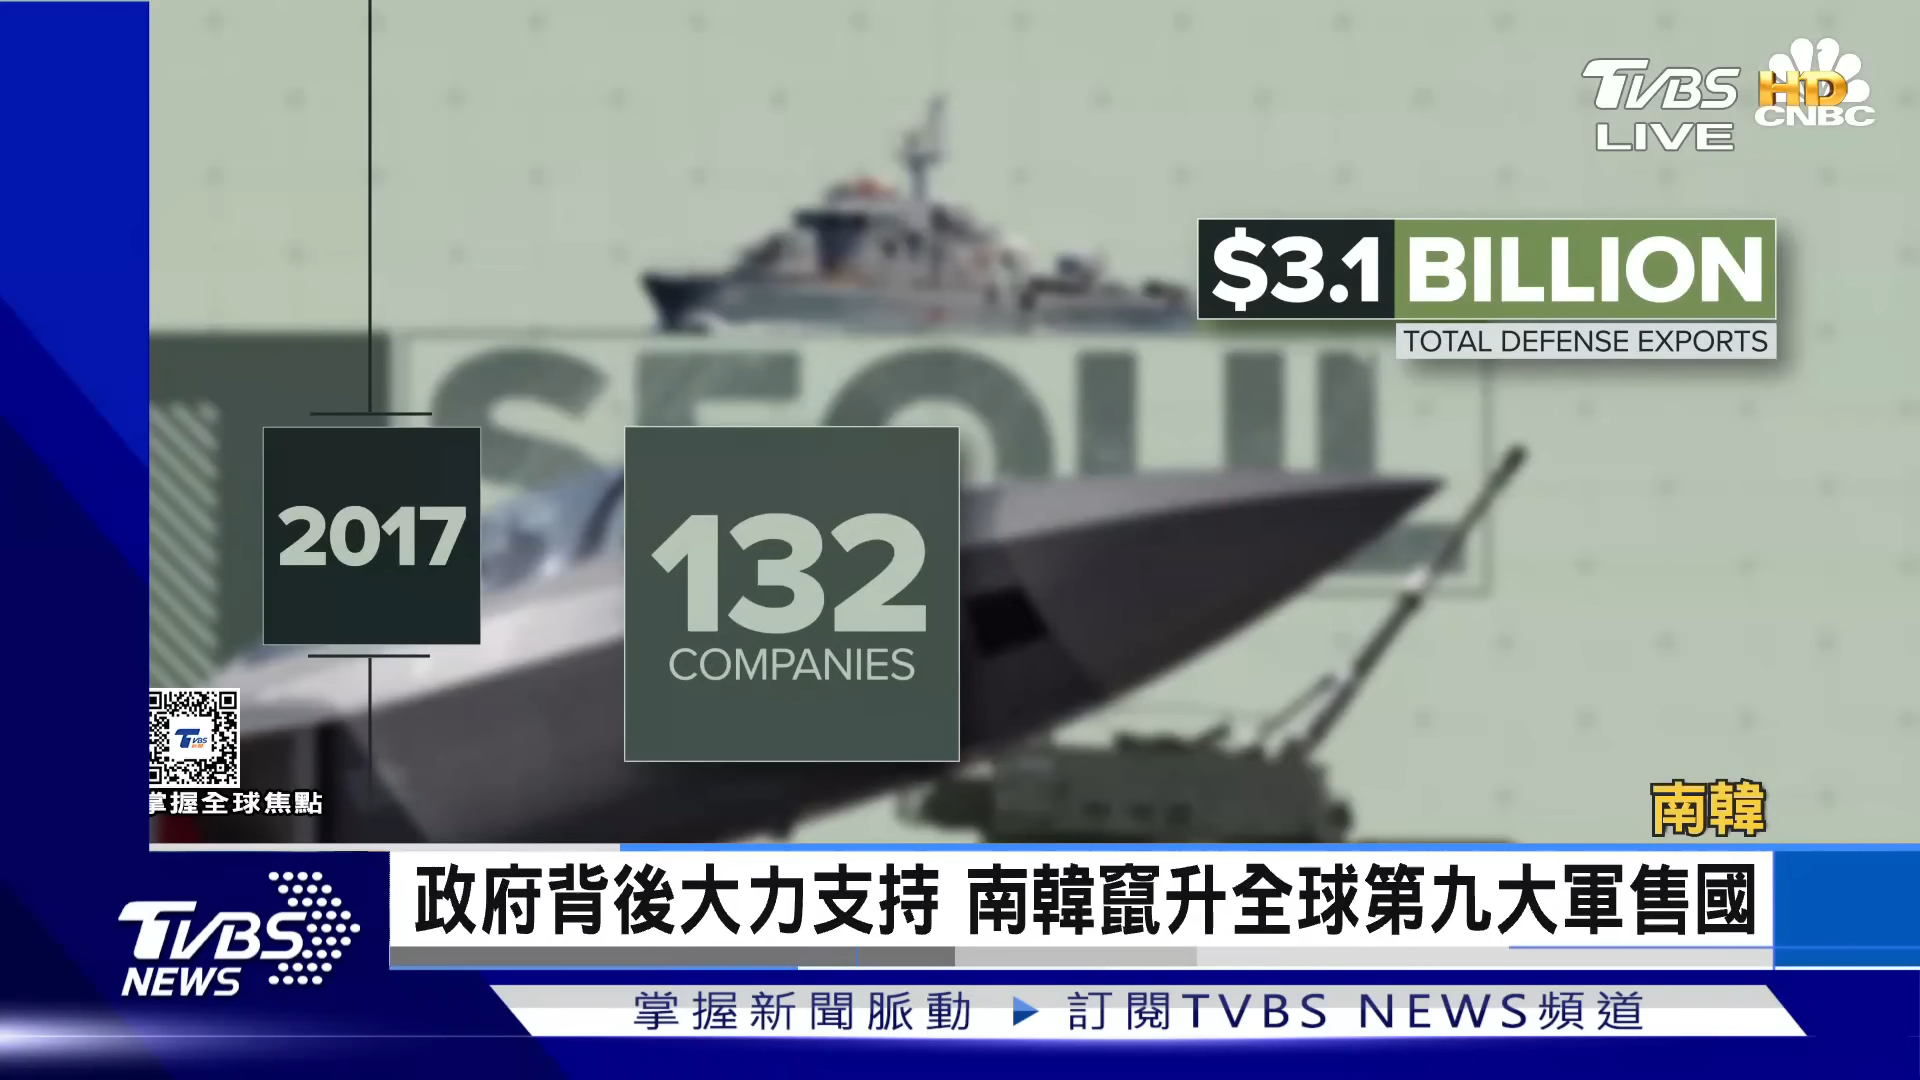 TVBS
LIVE
HD
CNBC
$3.1 BILLION
TOTAL DEFENSE EXPORTS
SEOUL
2017
132
COMPANIES
TVBS
掌握全球焦點
南韓
政府背後大力支持 南韓竄升全球第九大軍售國
TVBS
NEWS
掌握新聞脈動 ▶ 訂閱TVBS NEWS頻道